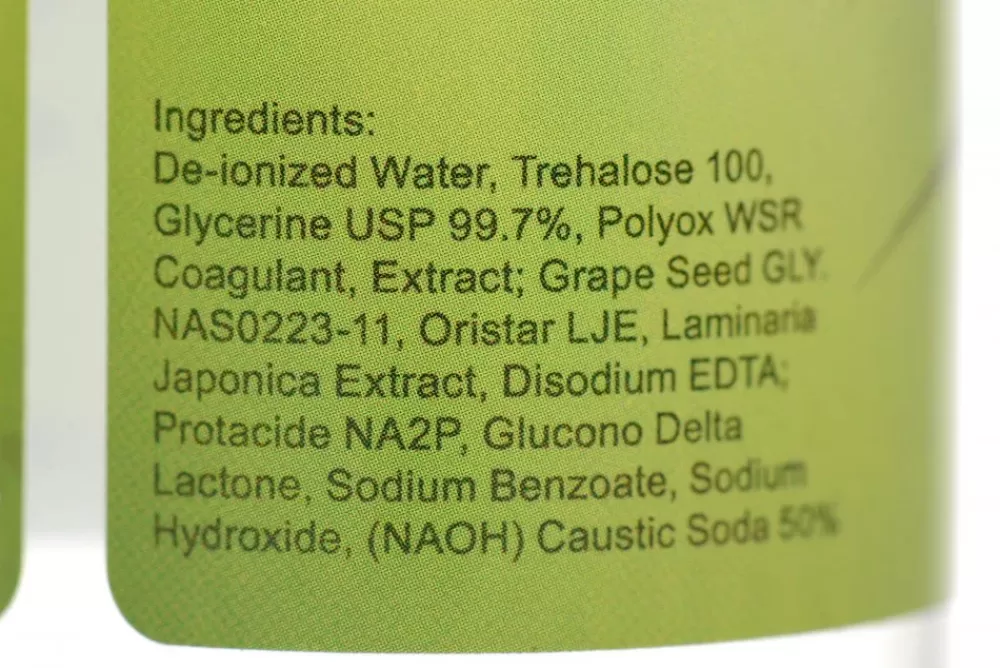 Ingredients:
De-ionized Water, Trehalose 100,
Glycerine USP 99.7%, Polyox WSR
Coagulant, Extract; Grape Seed GLY.
NAS0223-11, Oristar LJE, Laminaria
Japonica Extract, Disodium EDTA;
Protacide NA2P, Glucono Delta
Lactone, Sodium Benzoate, Sodium
Hydroxide, (NAOH) Caustic Soda 50%